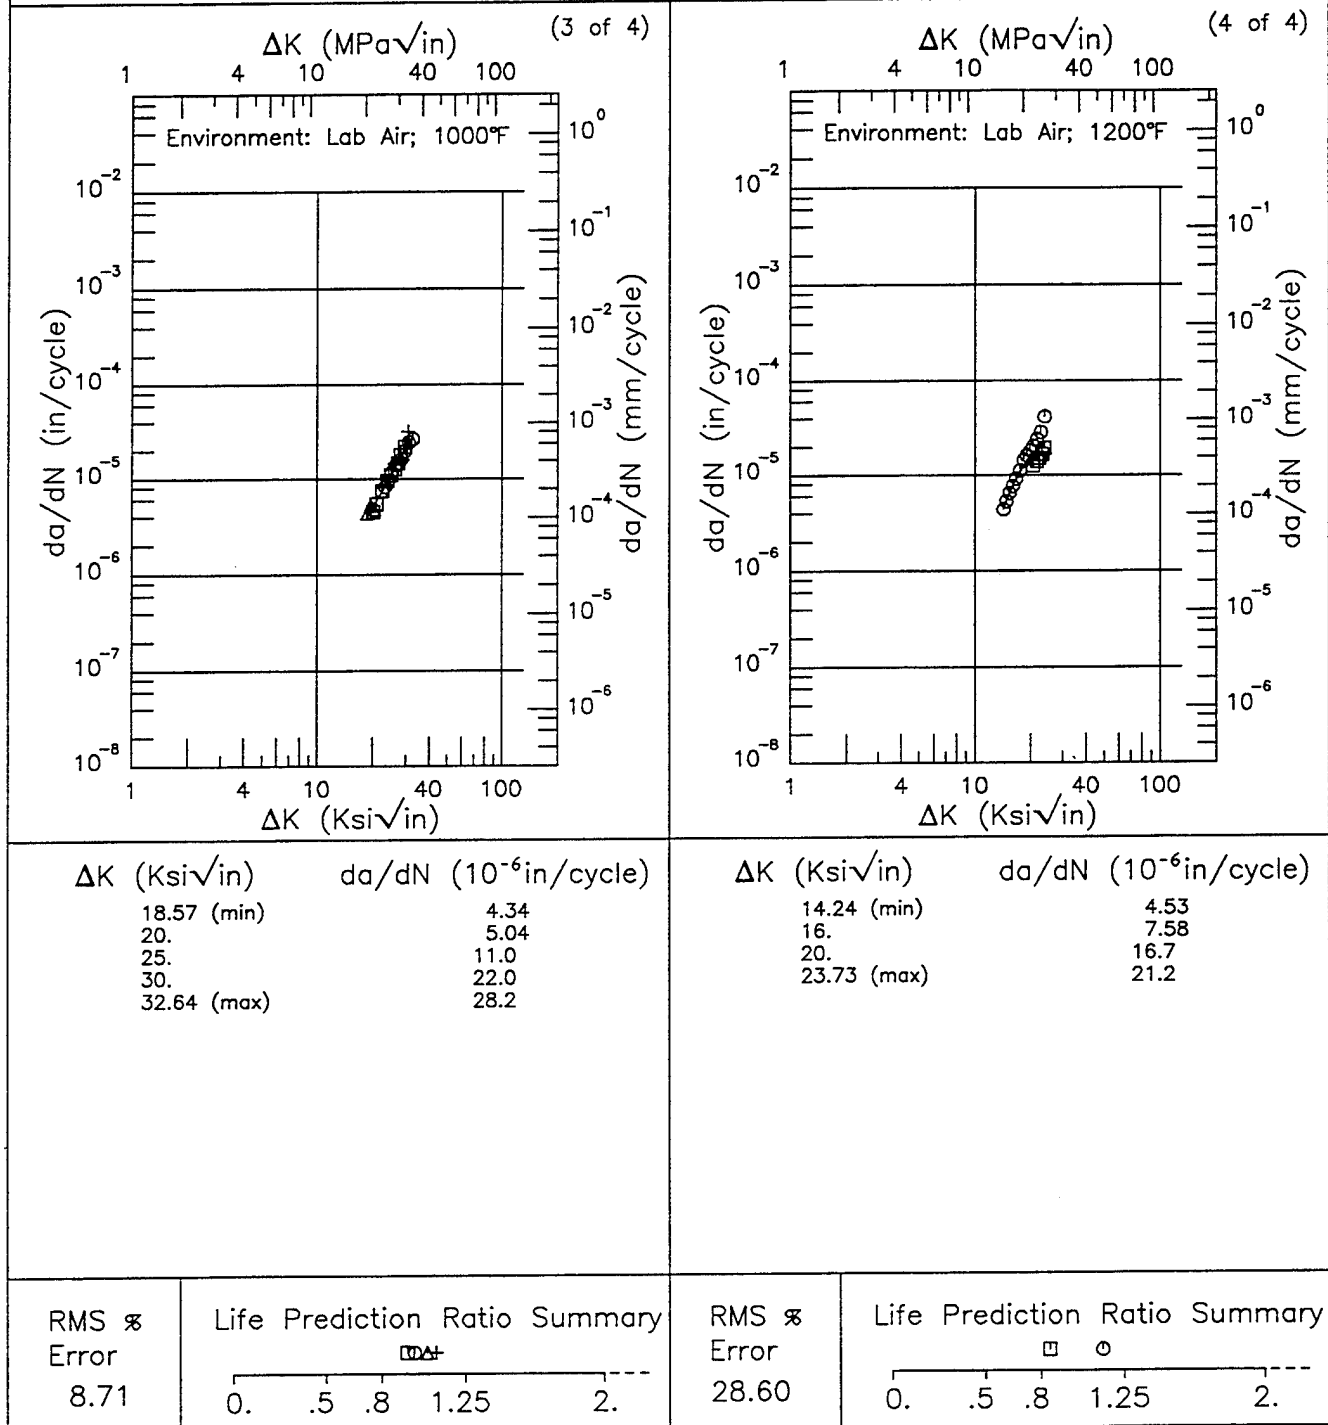 (3 of 4)
ΔK (MPa√in)
1 4 10 40 100
Environment: Lab Air; 1000°F
10⁻²
10⁻³
10⁻⁴
10⁻⁵
10⁻⁶
10⁻⁷
10⁻⁸
da/dN (in/cycle)
10⁰
10⁻¹
10⁻²
10⁻³
10⁻⁴
10⁻⁵
10⁻⁶
da/dN (mm/cycle)
1 4 10 40 100
ΔK (Ksi√in)
ΔK (Ksi√in) da/dN (10⁻⁶in/cycle)
18.57 (min) 4.34
20. 5.04
25. 11.0
30. 22.0
32.64 (max) 28.2
RMS %
Error
8.71
Life Prediction Ratio Summary
0. .5 .8 1.25 2.
(4 of 4)
ΔK (MPa√in)
1 4 10 40 100
Environment: Lab Air; 1200°F
10⁻²
10⁻³
10⁻⁴
10⁻⁵
10⁻⁶
10⁻⁷
10⁻⁸
da/dN (in/cycle)
10⁰
10⁻¹
10⁻²
10⁻³
10⁻⁴
10⁻⁵
10⁻⁶
da/dN (mm/cycle)
1 4 10 40 100
ΔK (Ksi√in)
ΔK (Ksi√in) da/dN (10⁻⁶in/cycle)
14.24 (min) 4.53
16. 7.58
20. 16.7
23.73 (max) 21.2
RMS %
Error
28.60
Life Prediction Ratio Summary
0. .5 .8 1.25 2.